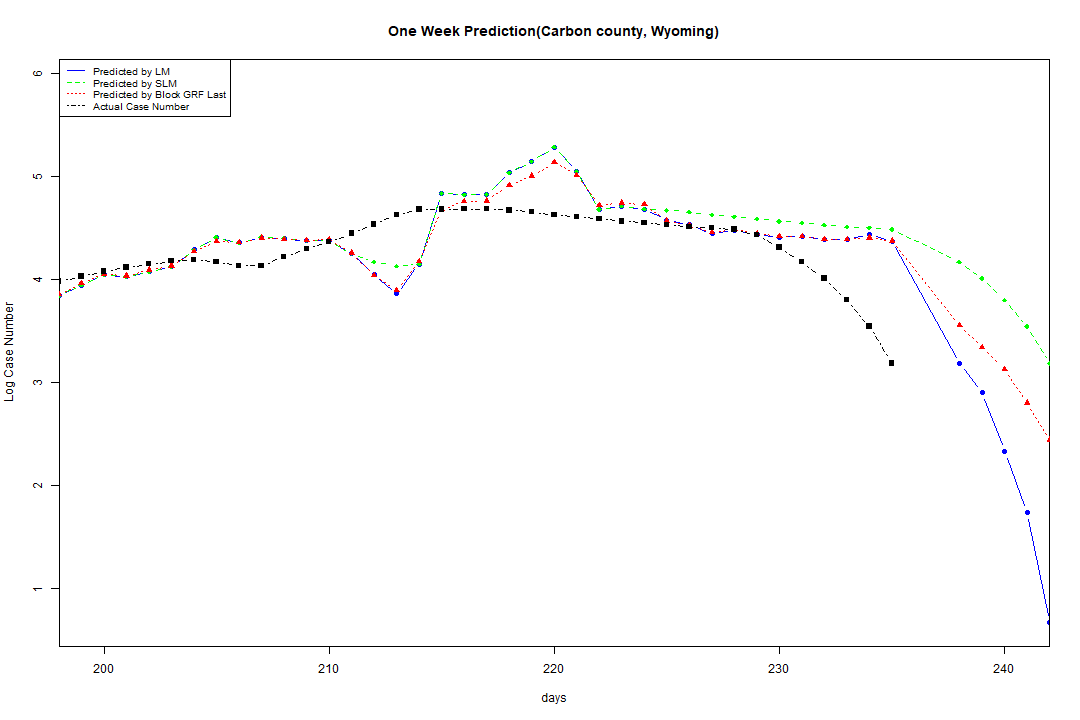 One Week Prediction(Carbon county, Wyoming)
Predicted by LM
Predicted by SLM
Predicted by Block GRF Last
Actual Case Number
6
5
4
3
2
1
Log Case Number
200 210 220 230 240
days